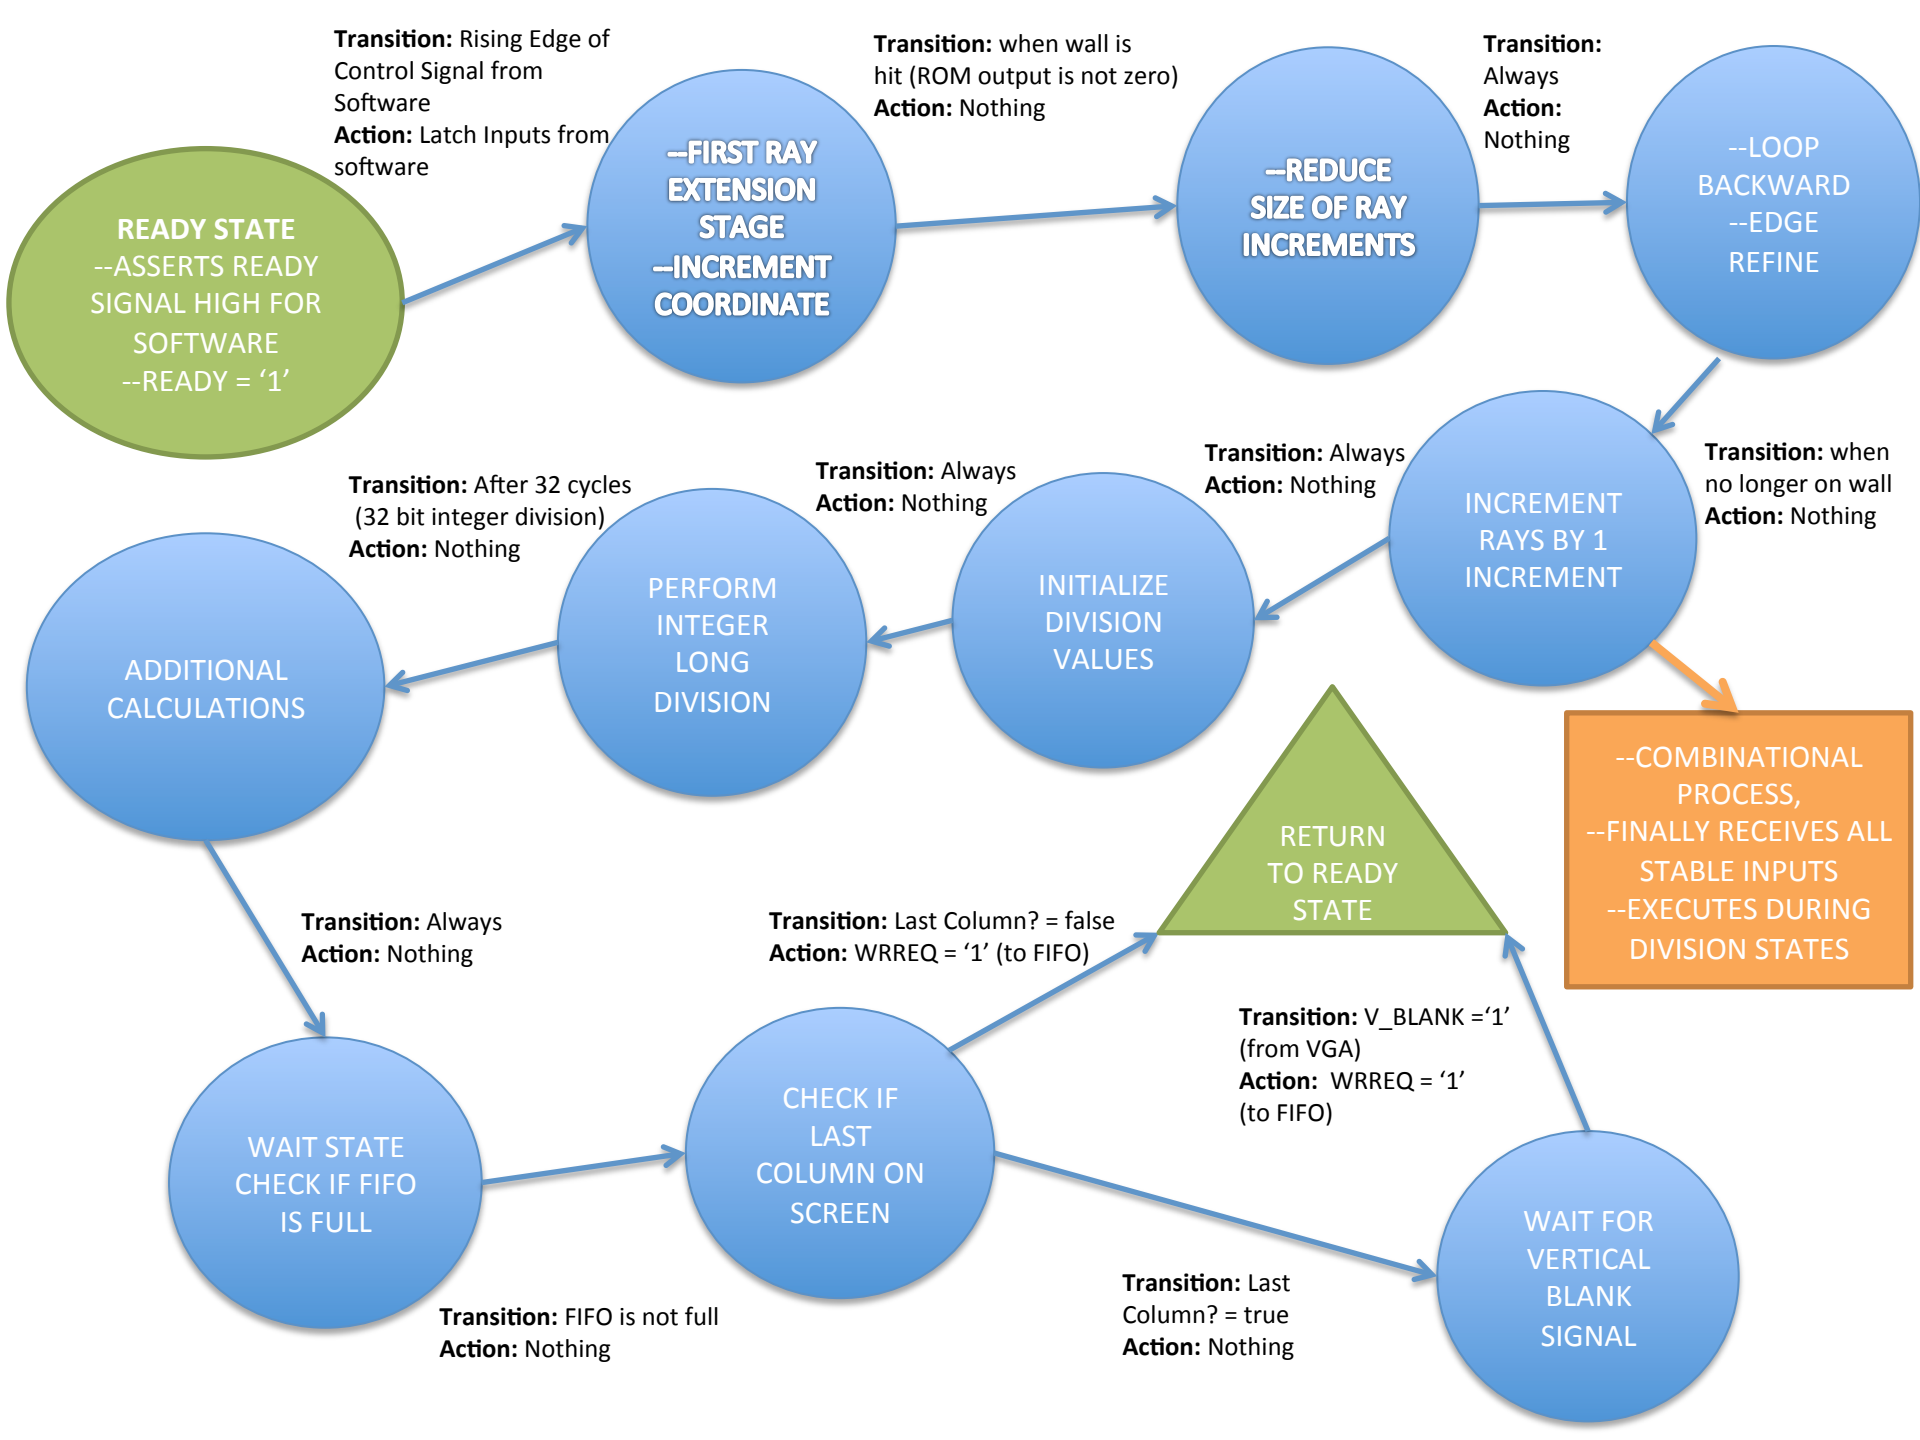 Transition: Rising Edge of
Control Signal from
Software
Action: Latch Inputs from
software
Transition: when wall is
hit (ROM output is not zero)
Action: Nothing
Transition:
Always
Action:
Nothing
READY STATE
--ASSERTS READY
SIGNAL HIGH FOR
SOFTWARE
--READY = ‘1’
--FIRST RAY
EXTENSION
STAGE
--INCREMENT
COORDINATE
--REDUCE
SIZE OF RAY
INCREMENTS
--LOOP
BACKWARD
--EDGE
REFINE
Transition: when
no longer on wall
Action: Nothing
INCREMENT
RAYS BY 1
INCREMENT
Transition: Always
Action: Nothing
INITIALIZE
DIVISION
VALUES
Transition: Always
Action: Nothing
PERFORM
INTEGER
LONG
DIVISION
Transition: After 32 cycles
(32 bit integer division)
Action: Nothing
ADDITIONAL
CALCULATIONS
--COMBINATIONAL
PROCESS,
--FINALLY RECEIVES ALL
STABLE INPUTS
--EXECUTES DURING
DIVISION STATES
RETURN
TO READY
STATE
Transition: Always
Action: Nothing
Transition: Last Column? = false
Action: WRREQ = ‘1’ (to FIFO)
Transition: V_BLANK =‘1’
(from VGA)
Action: WRREQ = ‘1’
(to FIFO)
WAIT STATE
CHECK IF FIFO
IS FULL
CHECK IF
LAST
COLUMN ON
SCREEN
WAIT FOR
VERTICAL
BLANK
SIGNAL
Transition: FIFO is not full
Action: Nothing
Transition: Last
Column? = true
Action: Nothing